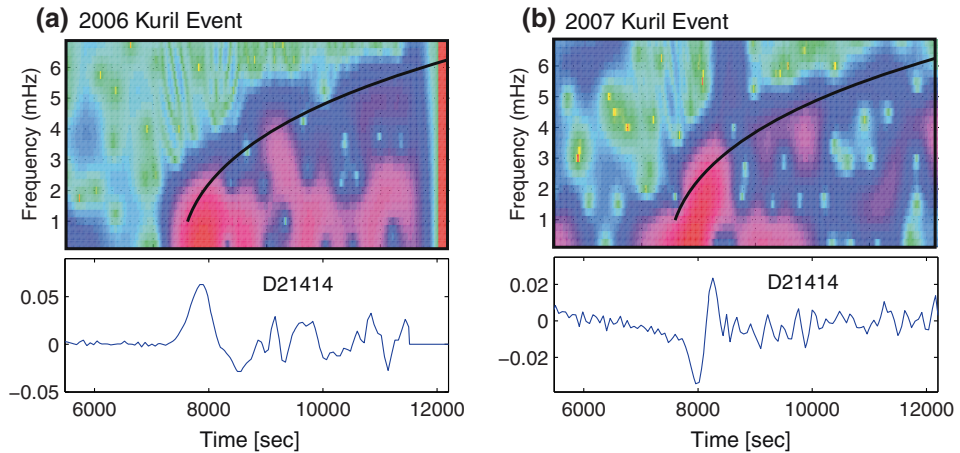 (a) 2006 Kuril Event
Frequency (mHz)
6
5
4
3
2
1
D21414
0.05
0
−0.05
6000 8000 10000 12000
Time [sec]
(b) 2007 Kuril Event
Frequency (mHz)
6
5
4
3
2
1
D21414
0.02
0
−0.02
6000 8000 10000 12000
Time [sec]